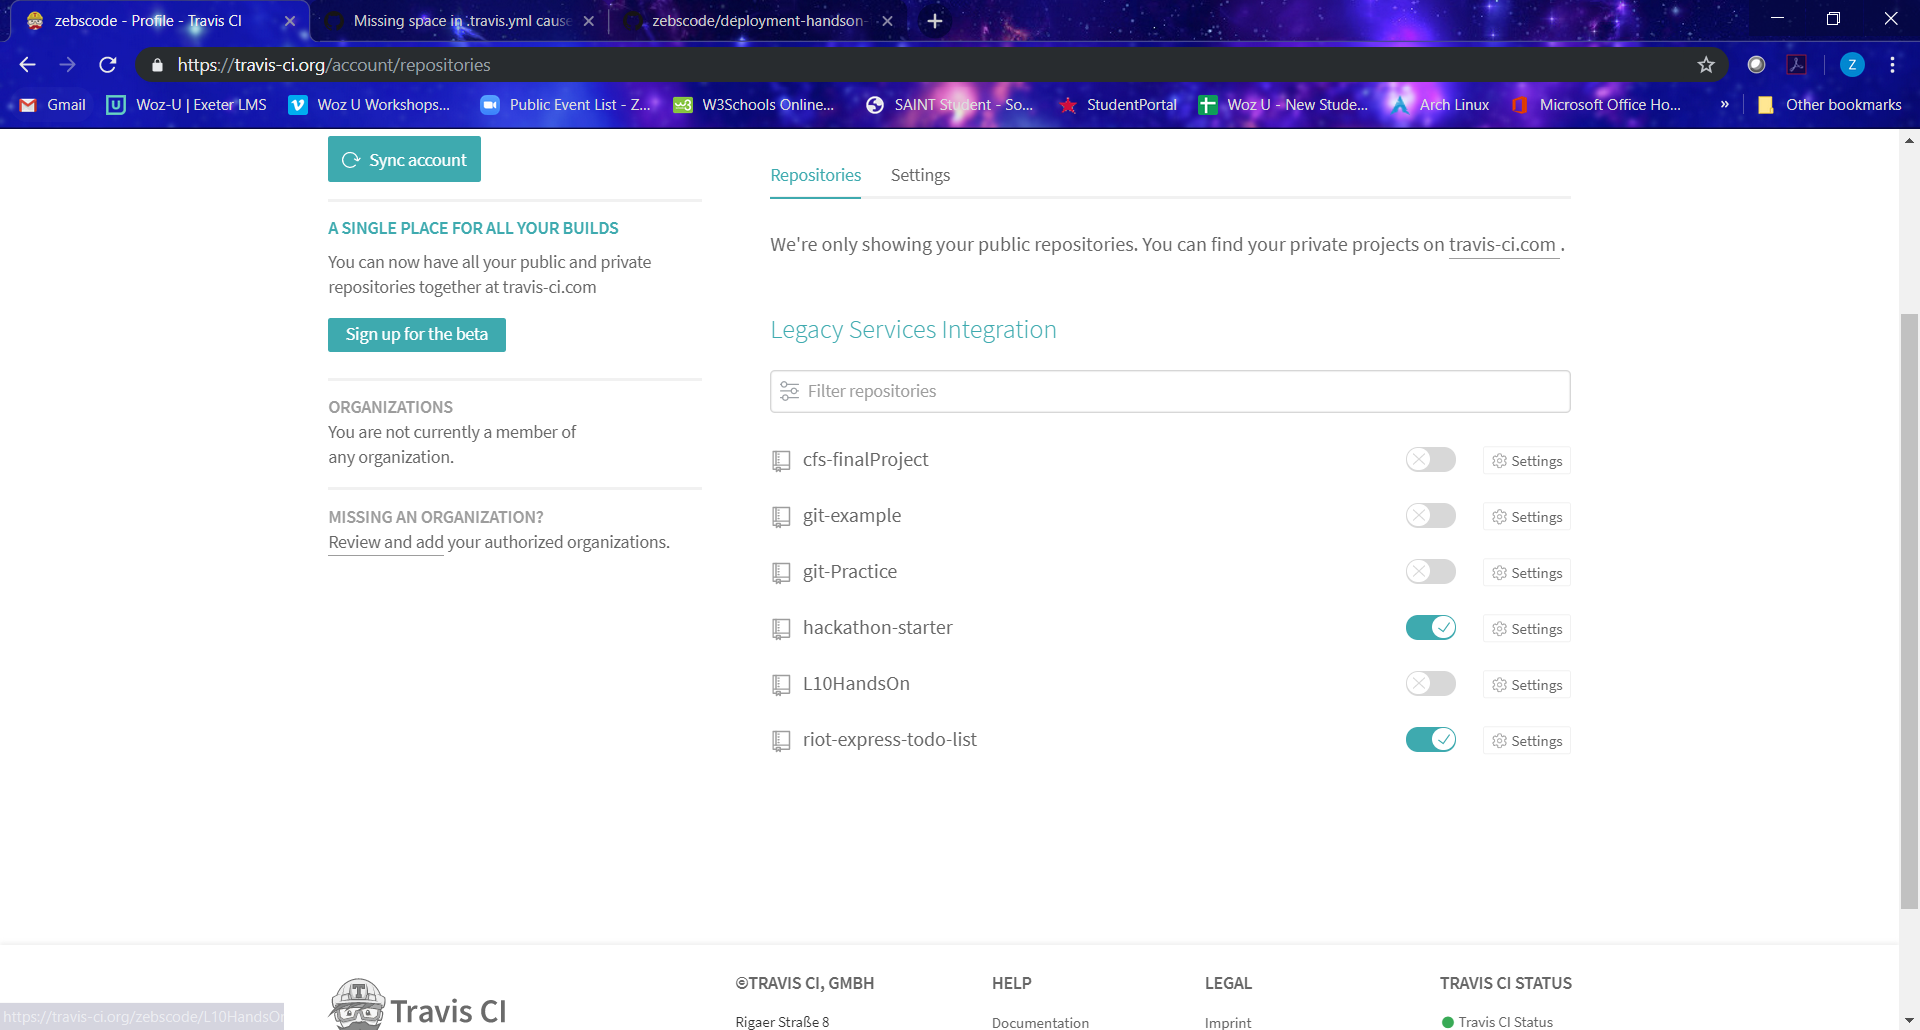 zebscode - Profile - Travis CI
Missing space in .travis.yml cause
zebscode/deployment-handson-
https://travis-ci.org/account/repositories
Z
Gmail
Woz-U | Exeter LMS
Woz U Workshops...
Public Event List - Z...
W3Schools Online...
SAINT Student - So...
StudentPortal
Woz U - New Stude...
Arch Linux
Microsoft Office Ho...
»
Other bookmarks
Sync account
A SINGLE PLACE FOR ALL YOUR BUILDS
You can now have all your public and private
repositories together at travis-ci.com
Sign up for the beta
ORGANIZATIONS
You are not currently a member of
any organization.
MISSING AN ORGANIZATION?
Review and add your authorized organizations.
Repositories Settings
We're only showing your public repositories. You can find your private projects on travis-ci.com .
Legacy Services Integration
Filter repositories
cfs-finalProject Settings
git-example Settings
git-Practice Settings
hackathon-starter Settings
L10HandsOn Settings
riot-express-todo-list Settings
T
Travis CI
©TRAVIS CI, GMBH
Rigaer Straße 8
HELP
Documentation
LEGAL
Imprint
TRAVIS CI STATUS
Travis CI Status
https://travis-ci.org/zebscode/L10HandsOn